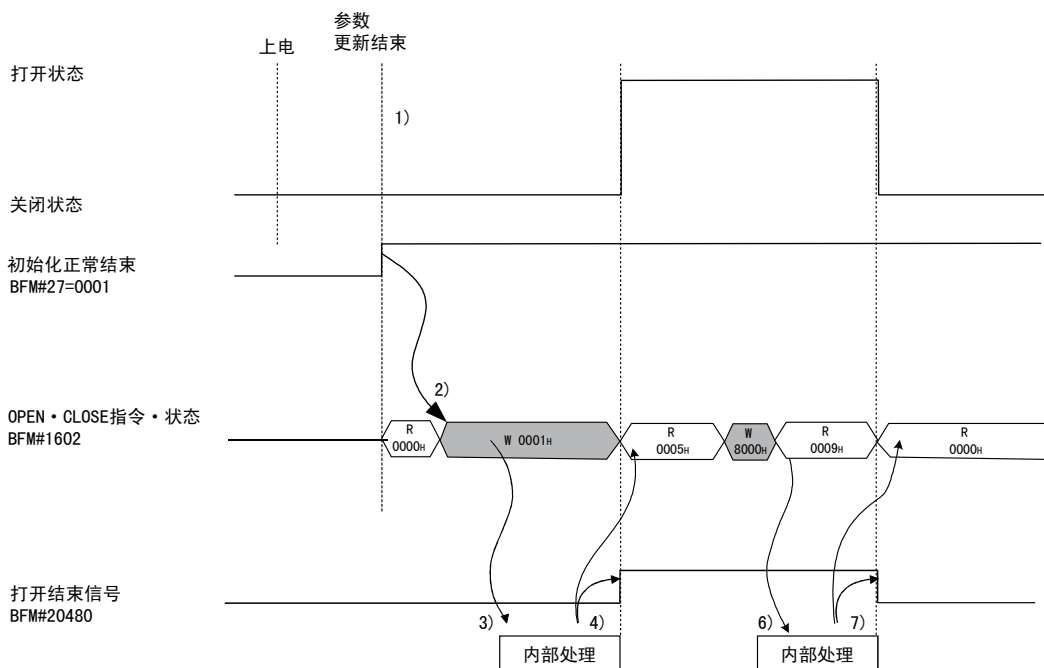 参数
更新结束
上电
打开状态
1)
关闭状态
初始化正常结束
BFM#27=0001
2)
OPEN・CLOSE指令・状态
BFM#1602
R
0000H
W 0001H
R
0005H
W
8000H
R
0009H
R
0000H
打开结束信号
BFM#20480
3)
4)
6)
7)
内部处理
内部处理